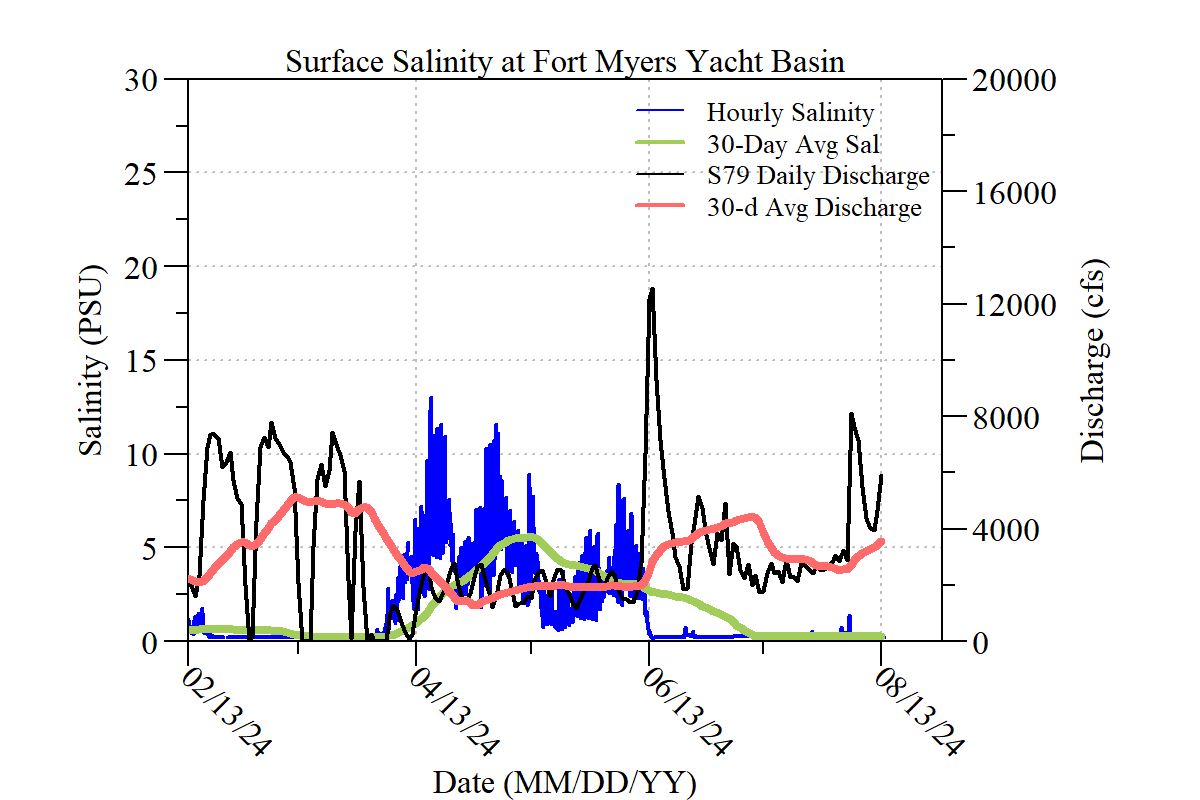 Surface Salinity at Fort Myers Yacht Basin
30
25
20
15
10
5
0
Salinity (PSU)
Hourly Salinity
30-Day Avg Sal
S79 Daily Discharge
30-d Avg Discharge
20000
16000
12000
8000
4000
0
Discharge (cfs)
02/13/24
04/13/24
06/13/24
08/13/24
Date (MM/DD/YY)